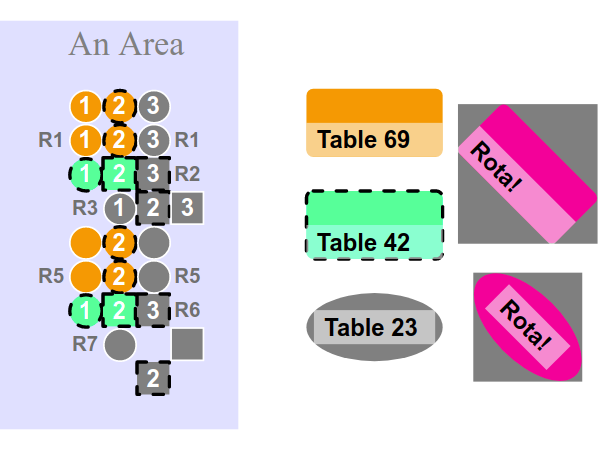 An Area
1 2 3
R1 1 2 3 R1
1 2 3 R2
R3 1 2 3
2
R5 2 R5
1 2 3 R6
R7
2
Table 69
Table 42
Table 23
Rota!
Rota!